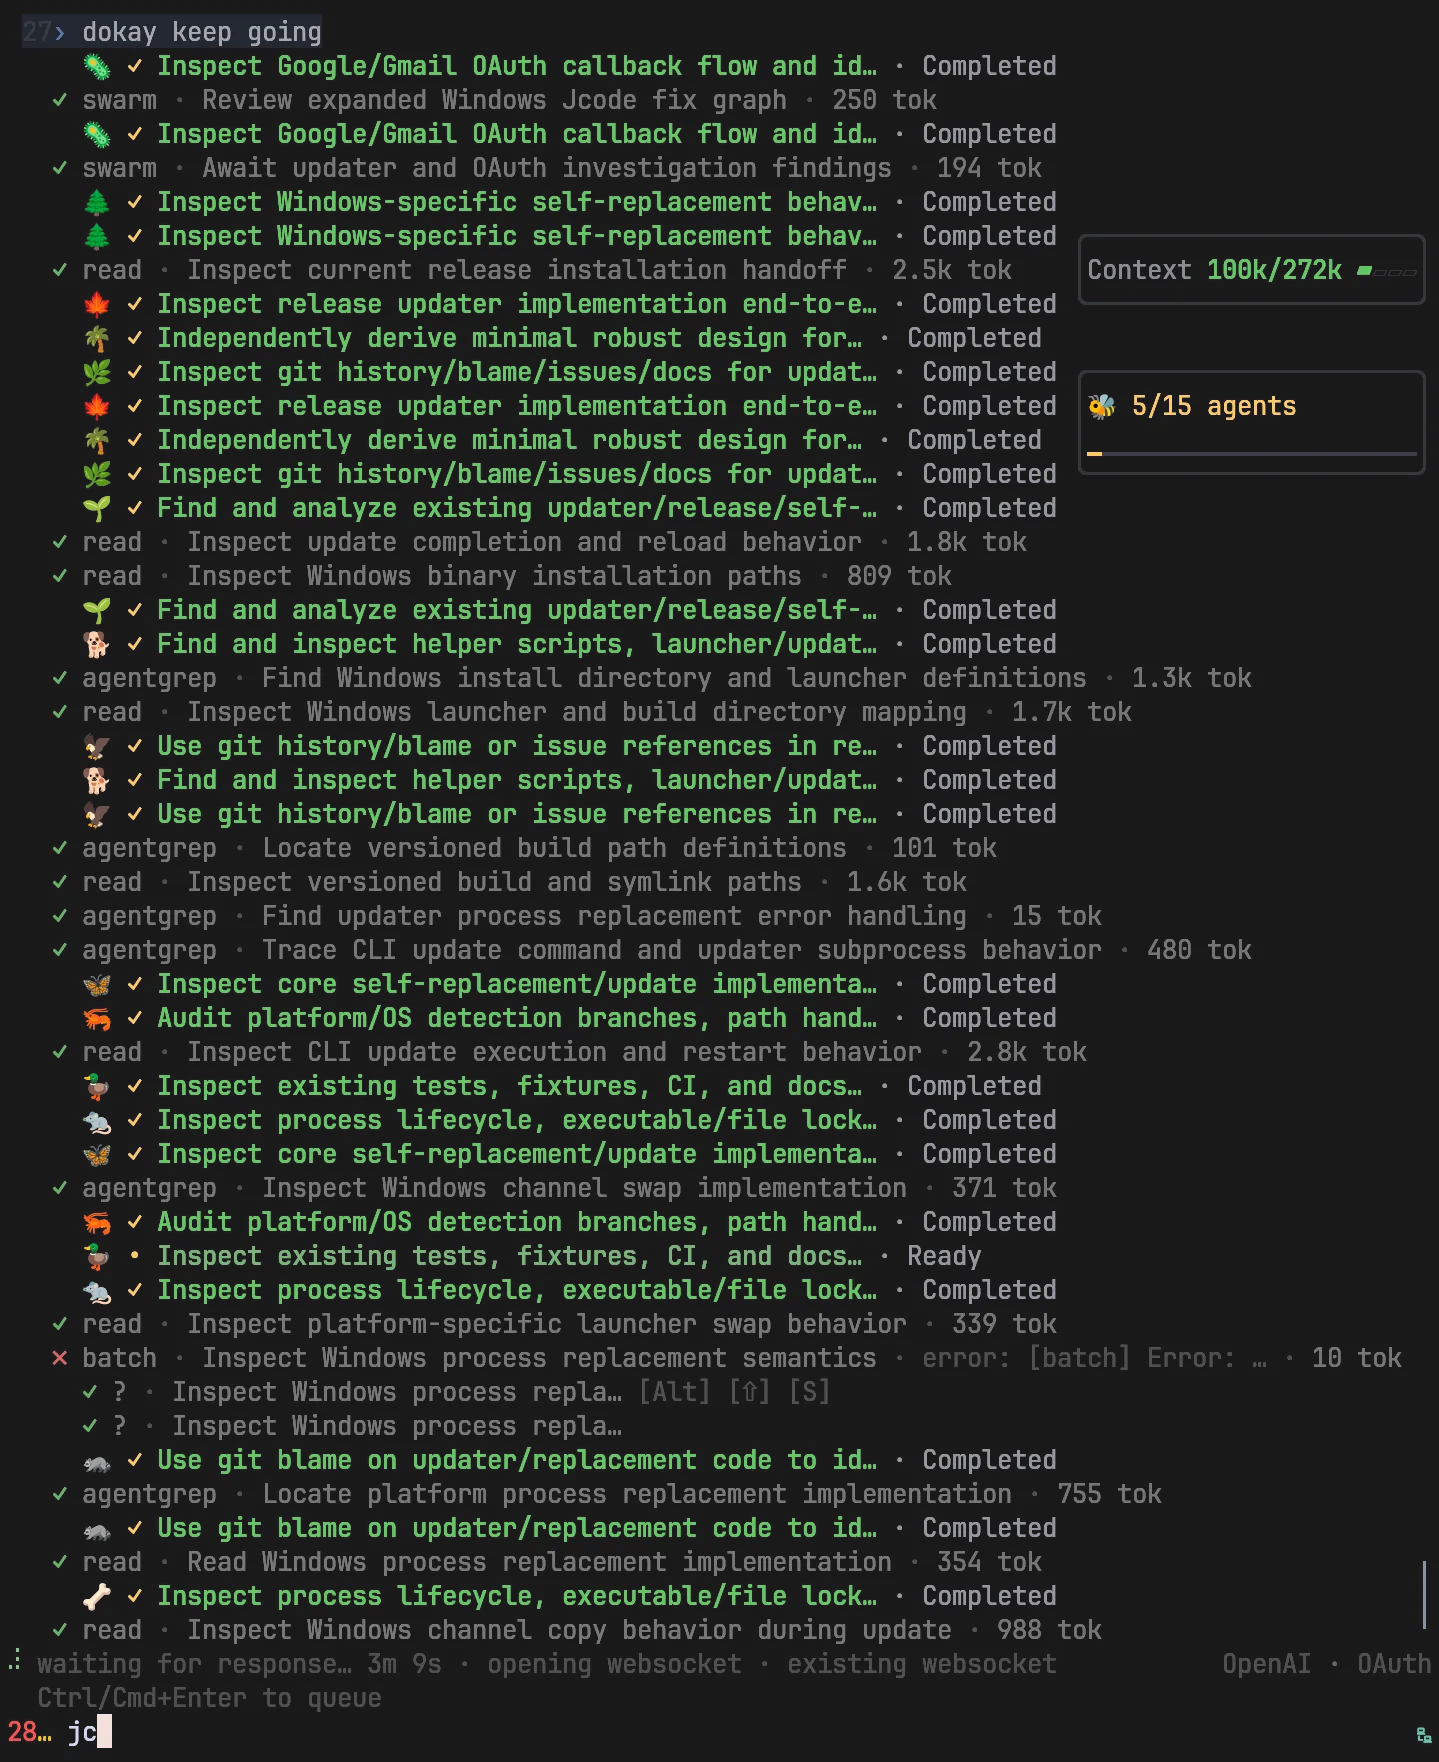 27› dokay keep going
✓ Inspect Google/Gmail OAuth callback flow and id… · Completed
✓ swarm · Review expanded Windows Jcode fix graph · 250 tok
✓ Inspect Google/Gmail OAuth callback flow and id… · Completed
✓ swarm · Await updater and OAuth investigation findings · 194 tok
✓ Inspect Windows-specific self-replacement behav… · Completed
✓ Inspect Windows-specific self-replacement behav… · Completed
✓ read · Inspect current release installation handoff · 2.5k tok
Context 100k/272k
✓ Inspect release updater implementation end-to-e… · Completed
✓ Independently derive minimal robust design for… · Completed
✓ Inspect git history/blame/issues/docs for updat… · Completed
✓ Inspect release updater implementation end-to-e… · Completed
5/15 agents
✓ Independently derive minimal robust design for… · Completed
✓ Inspect git history/blame/issues/docs for updat… · Completed
✓ Find and analyze existing updater/release/self-… · Completed
✓ read · Inspect update completion and reload behavior · 1.8k tok
✓ read · Inspect Windows binary installation paths · 809 tok
✓ Find and analyze existing updater/release/self-… · Completed
✓ Find and inspect helper scripts, launcher/updat… · Completed
✓ agentgrep · Find Windows install directory and launcher definitions · 1.3k tok
✓ read · Inspect Windows launcher and build directory mapping · 1.7k tok
✓ Use git history/blame or issue references in re… · Completed
✓ Find and inspect helper scripts, launcher/updat… · Completed
✓ Use git history/blame or issue references in re… · Completed
✓ agentgrep · Locate versioned build path definitions · 101 tok
✓ read · Inspect versioned build and symlink paths · 1.6k tok
✓ agentgrep · Find updater process replacement error handling · 15 tok
✓ agentgrep · Trace CLI update command and updater subprocess behavior · 480 tok
✓ Inspect core self-replacement/update implementa… · Completed
✓ Audit platform/OS detection branches, path hand… · Completed
✓ read · Inspect CLI update execution and restart behavior · 2.8k tok
✓ Inspect existing tests, fixtures, CI, and docs… · Completed
✓ Inspect process lifecycle, executable/file lock… · Completed
✓ Inspect core self-replacement/update implementa… · Completed
✓ agentgrep · Inspect Windows channel swap implementation · 371 tok
✓ Audit platform/OS detection branches, path hand… · Completed
• Inspect existing tests, fixtures, CI, and docs… · Ready
✓ Inspect process lifecycle, executable/file lock… · Completed
✓ read · Inspect platform-specific launcher swap behavior · 339 tok
✕ batch · Inspect Windows process replacement semantics · error: [batch] Error: … · 10 tok
✓ ? · Inspect Windows process repla… [Alt] [⇧] [S]
✓ ? · Inspect Windows process repla…
✓ Use git blame on updater/replacement code to id… · Completed
✓ agentgrep · Locate platform process replacement implementation · 755 tok
✓ Use git blame on updater/replacement code to id… · Completed
✓ read · Read Windows process replacement implementation · 354 tok
✓ Inspect process lifecycle, executable/file lock… · Completed
✓ read · Inspect Windows channel copy behavior during update · 988 tok
waiting for response… 3m 9s · opening websocket · existing websocket OpenAI · OAuth
Ctrl/Cmd+Enter to queue
28… jc